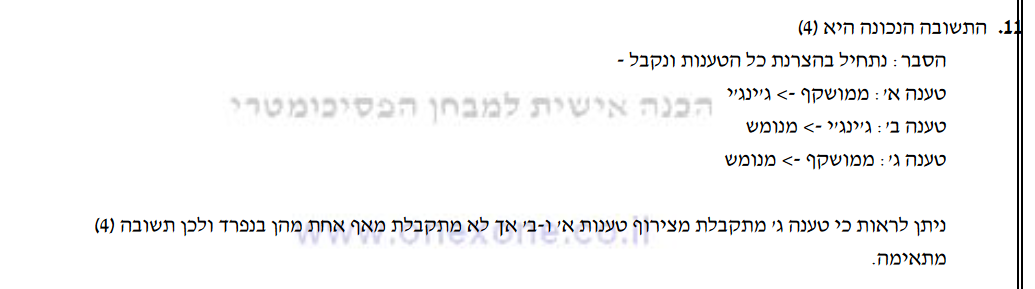 11. התשובה הנכונה היא (4)
הסבר: נתחיל בהצרנת כל הטענות ונקבל -
טענה א': ממושקף -> ג'ינג'י
הכנה אישית למבחן הפסיכומטרי
טענה ב': ג'ינג'י -> מנומש
טענה ג': ממושקף -> מנומש
ניתן לראות כי טענה ג' מתקבלת מצירוף טענות א' ו-ב' אך לא מתקבלת מאף אחת מהן בנפרד ולכן תשובה (4)
www.onexone.co.il
מתאימה.